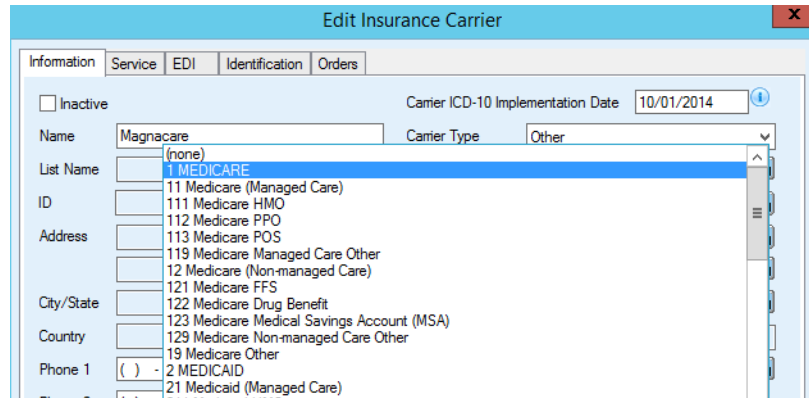 Edit Insurance Carrier
x
Information Service EDI Identification Orders
Inactive Carrier ICD-10 Implementation Date 10/01/2014
Name Magnacare Carrier Type Other
(none)
List Name 1 MEDICARE
11 Medicare (Managed Care)
ID 111 Medicare HMO
112 Medicare PPO
Address 113 Medicare POS
119 Medicare Managed Care Other
12 Medicare (Non-managed Care)
121 Medicare FFS
City/State 122 Medicare Drug Benefit
123 Medicare Medical Savings Account (MSA)
Country 129 Medicare Non-managed Care Other
19 Medicare Other
Phone 1 ( ) - 2 MEDICAID
21 Medicaid (Managed Care)